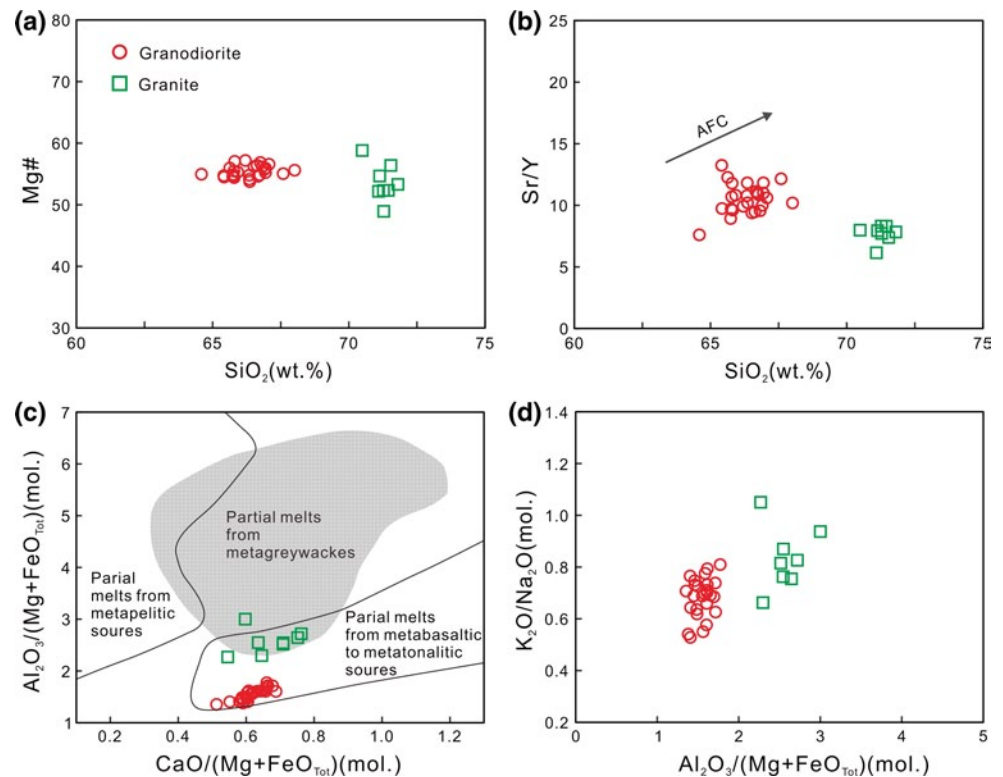 (a)
80
70
60
50
40
30
Mg#
Granodiorite
Granite
60
65
70
75
SiO₂(wt.%)
(b)
25
20
15
10
5
0
Sr/Y
AFC
60
65
70
75
SiO₂(wt.%)
(c)
7
6
5
4
3
2
1
Al₂O₃/(Mg+FeO_Tot)(mol.)
Partial melts
from
metagreywackes
Parial
melts from
metapelitic
soures
Parial melts
from metabasaltic
to metatonalitic
soures
0.2
0.4
0.6
0.8
1.0
1.2
CaO/(Mg+FeO_Tot)(mol.)
(d)
1.4
1.2
1.0
0.8
0.6
0.4
0.2
K₂O/Na₂O(mol.)
0
1
2
3
4
5
Al₂O₃/(Mg+FeO_Tot)(mol.)